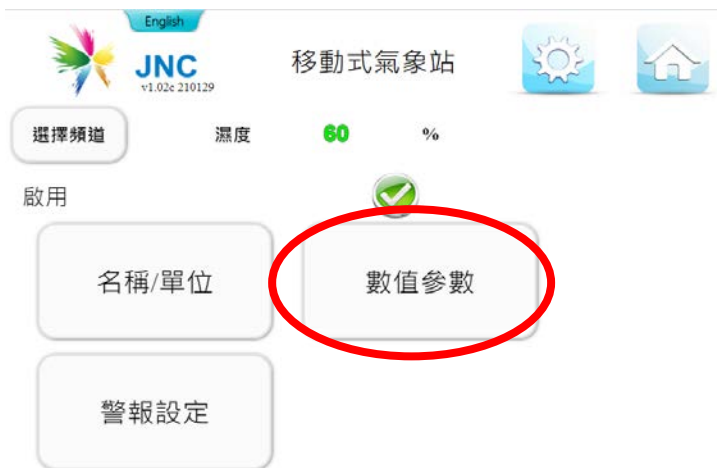 English
JNC
v1.02c 210129
移動式氣象站
選擇頻道
濕度 60 %
啟用
名稱/單位
數值參數
警報設定